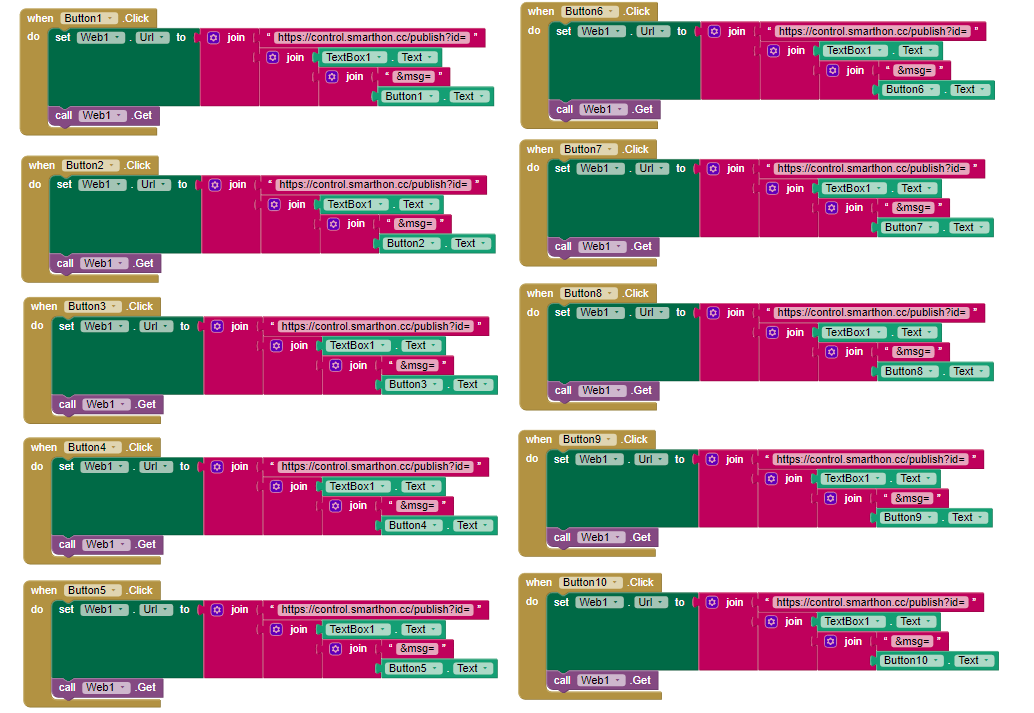 when Button1 .Click
do set Web1 . Url to join " https://control.smarthon.cc/publish?id= "
join TextBox1 . Text
join " &msg= "
Button1 . Text
call Web1 .Get
when Button2 .Click
do set Web1 . Url to join " https://control.smarthon.cc/publish?id= "
join TextBox1 . Text
join " &msg= "
Button2 . Text
call Web1 .Get
when Button3 .Click
do set Web1 . Url to join " https://control.smarthon.cc/publish?id= "
join TextBox1 . Text
join " &msg= "
Button3 . Text
call Web1 .Get
when Button4 .Click
do set Web1 . Url to join " https://control.smarthon.cc/publish?id= "
join TextBox1 . Text
join " &msg= "
Button4 . Text
call Web1 .Get
when Button5 .Click
do set Web1 . Url to join " https://control.smarthon.cc/publish?id= "
join TextBox1 . Text
join " &msg= "
Button5 . Text
call Web1 .Get
when Button6 .Click
do set Web1 . Url to join " https://control.smarthon.cc/publish?id= "
join TextBox1 . Text
join " &msg= "
Button6 . Text
call Web1 .Get
when Button7 .Click
do set Web1 . Url to join " https://control.smarthon.cc/publish?id= "
join TextBox1 . Text
join " &msg= "
Button7 . Text
call Web1 .Get
when Button8 .Click
do set Web1 . Url to join " https://control.smarthon.cc/publish?id= "
join TextBox1 . Text
join " &msg= "
Button8 . Text
call Web1 .Get
when Button9 .Click
do set Web1 . Url to join " https://control.smarthon.cc/publish?id= "
join TextBox1 . Text
join " &msg= "
Button9 . Text
call Web1 .Get
when Button10 .Click
do set Web1 . Url to join " https://control.smarthon.cc/publish?id= "
join TextBox1 . Text
join " &msg= "
Button10 . Text
call Web1 .Get